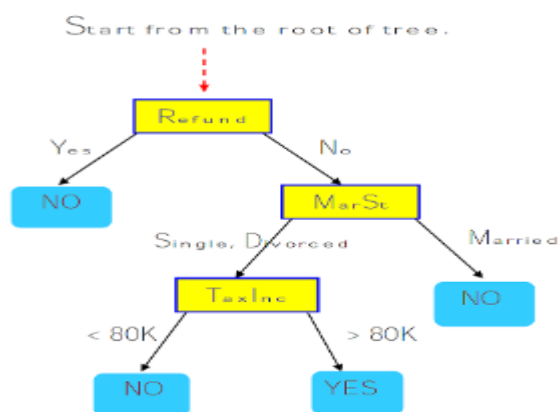 Start from the root of tree.
Refund
Yes
No
NO
MarSt
Single, Divorced
Married
TaxInc
NO
< 80K
> 80K
NO
YES